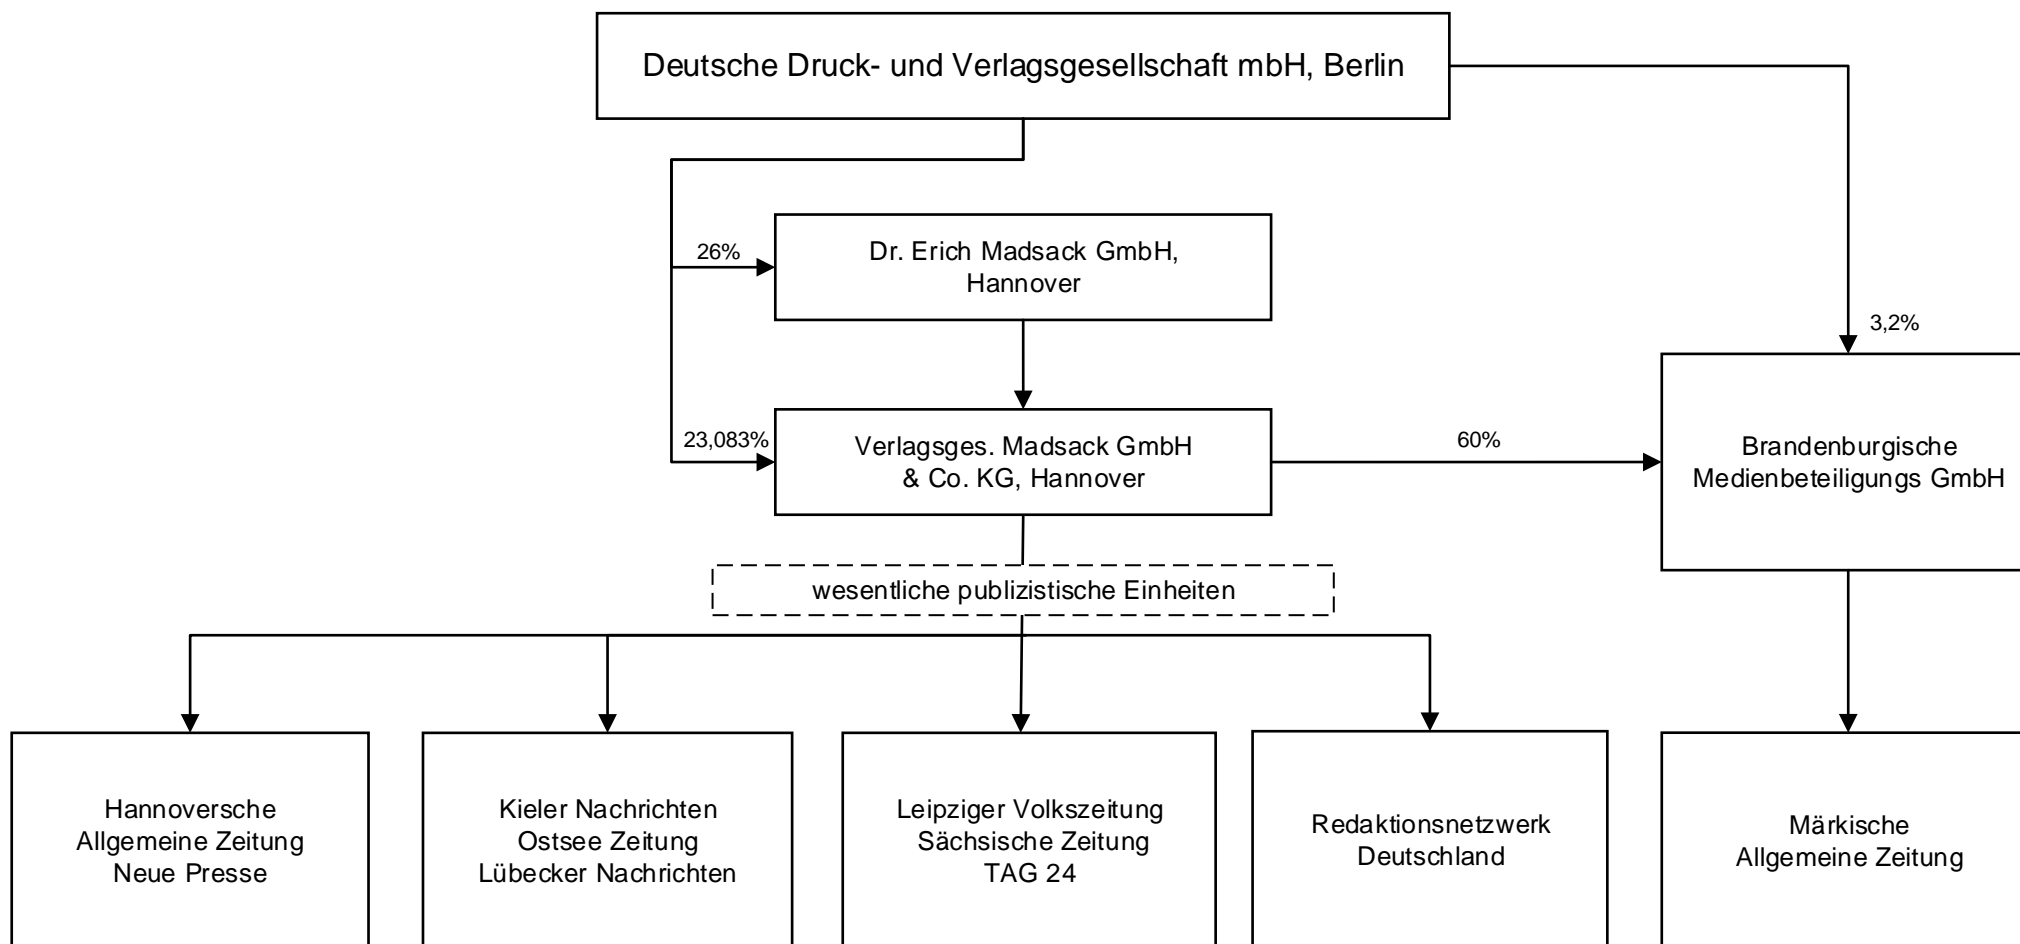 Deutsche Druck- und Verlagsgesellschaft mbH, Berlin
26%
Dr. Erich Madsack GmbH,
Hannover
3,2%
23,083%
Verlagsges. Madsack GmbH
& Co. KG, Hannover
60%
Brandenburgische
Medienbeteiligungs GmbH
wesentliche publizistische Einheiten
Hannoversche
Allgemeine Zeitung
Neue Presse
Kieler Nachrichten
Ostsee Zeitung
Lübecker Nachrichten
Leipziger Volkszeitung
Sächsische Zeitung
TAG 24
Redaktionsnetzwerk
Deutschland
Märkische
Allgemeine Zeitung